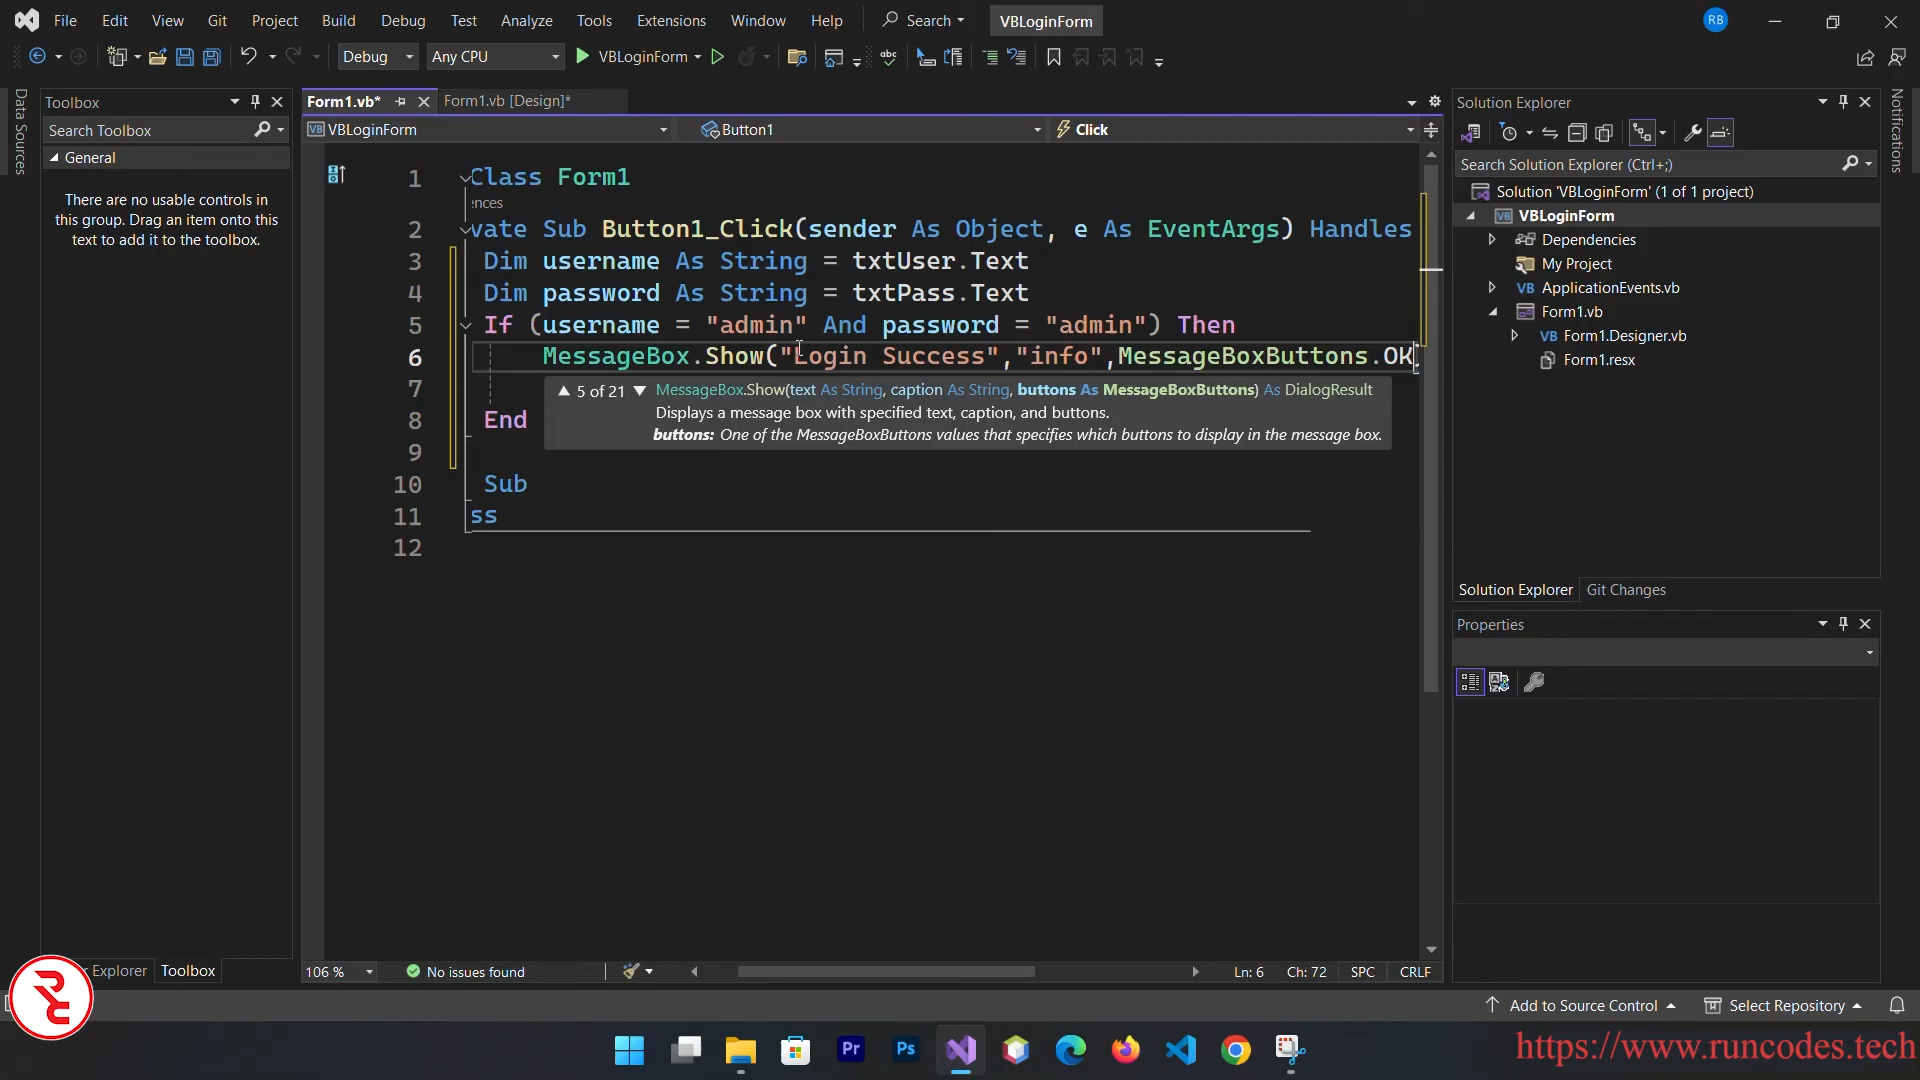 File Edit View Git Project Build Debug Test Analyze Tools Extensions Window Help Search VBLoginForm RB
Debug Any CPU VBLoginForm
Data Sources
Toolbox
Search Toolbox
General
There are no usable controls in
this group. Drag an item onto this
text to add it to the toolbox.
Form1.vb* Form1.vb [Design]*
VB VBLoginForm Button1 Click
1 Class Form1
ences
2 vate Sub Button1_Click(sender As Object, e As EventArgs) Handles
3 Dim username As String = txtUser.Text
4 Dim password As String = txtPass.Text
5 If (username = "admin" And password = "admin") Then
6 MessageBox.Show("Login Success","info",MessageBoxButtons.OK
7
5 of 21 MessageBox.Show(text As String, caption As String, buttons As MessageBoxButtons) As DialogResult
Displays a message box with specified text, caption, and buttons.
buttons: One of the MessageBoxButtons values that specifies which buttons to display in the message box.
8 End
9
10 Sub
11 ss
12
106 % No issues found Ln: 6 Ch: 72 SPC CRLF
Explorer Toolbox
Solution Explorer
Search Solution Explorer (Ctrl+;)
Solution 'VBLoginForm' (1 of 1 project)
VB VBLoginForm
Dependencies
My Project
VB ApplicationEvents.vb
Form1.vb
VB Form1.Designer.vb
Form1.resx
Solution Explorer Git Changes
Properties
Notifications
Add to Source Control Select Repository
Pr Ps
https://www.runcodes.tech